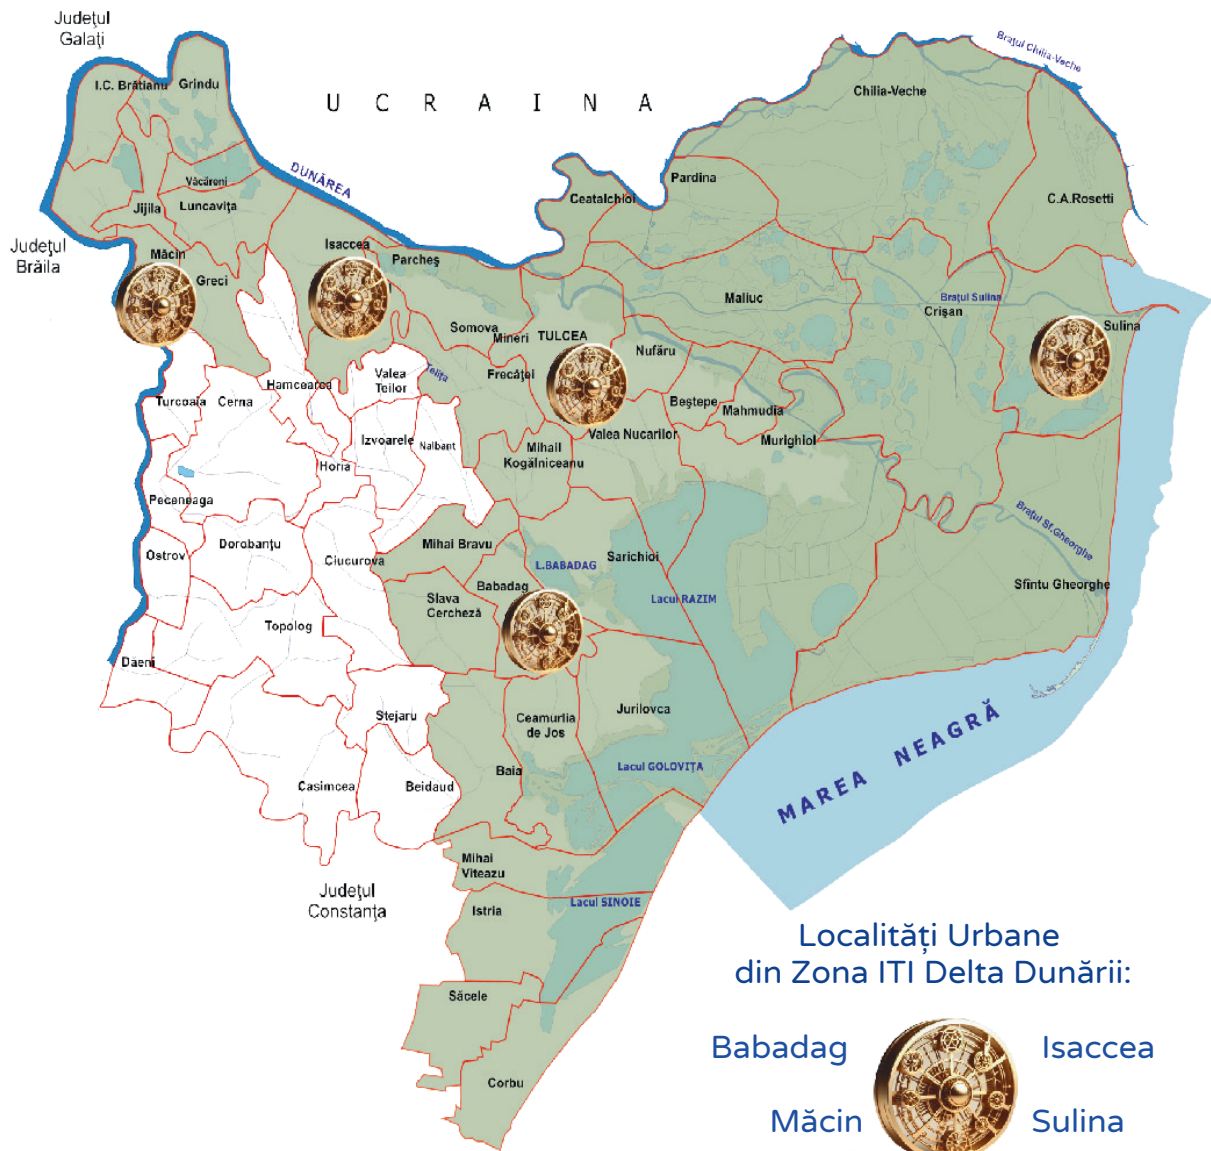 Județul
Galați
I.C. Brătianu
Grindu
U C R A I N A
Brațul Chilia-Veche
Chilia-Veche
DUNĂREA
Văcăreni
Pardina
Ceatalchioi
C.A.Rosetti
Jijila
Luncavița
Județul
Brăila
Măcin
Isaccea
Parcheș
Greci
Maliuc
Brațul Sulina
Crișan
Sulina
Somova
Mineri
TULCEA
Nufăru
Frecăței
Telița
Valea
Teilor
Hamcearca
Turcoaia
Cerna
Beștepe
Mahmudia
Valea Nucarilor
Murighiol
Izvoarele
Nalbant
Mihail
Kogălniceanu
Horia
Peceneaga
Brațul Sf.Gheorghe
Ostrov
Dorobanțu
Ciucurova
Mihai Bravu
L.BABADAG
Sarichioi
Babadag
Slava
Cercheză
Lacul RAZIM
Sfîntu Gheorghe
Topolog
Daeni
Stejaru
Ceamurlia
de Jos
Jurilovca
MAREA NEAGRĂ
Baia
Lacul GOLOVIȚA
Casimcea
Beidaud
Mihai
Viteazu
Județul
Constanța
Istria
Lacul SINOIE
Localități Urbane
din Zona ITI Delta Dunării:
Săcele
Babadag
Isaccea
Corbu
Măcin
Sulina